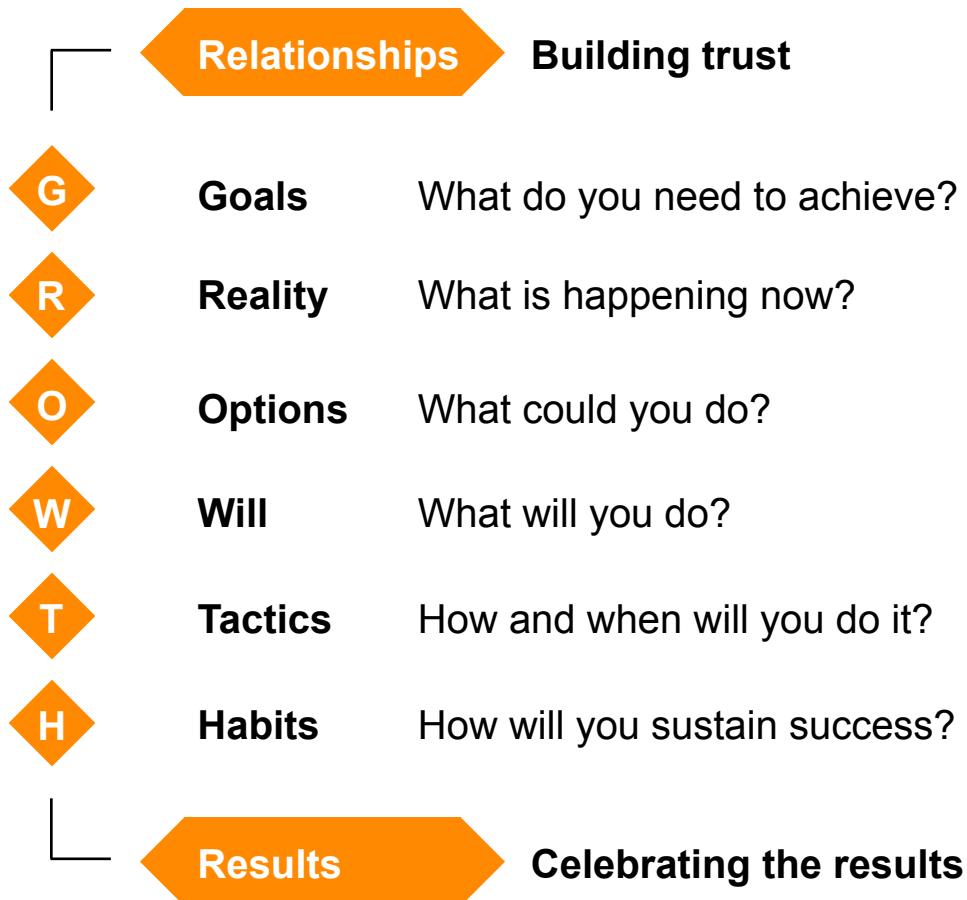 Relationships Building trust
G Goals What do you need to achieve?
R Reality What is happening now?
O Options What could you do?
W Will What will you do?
T Tactics How and when will you do it?
H Habits How will you sustain success?
Results Celebrating the results